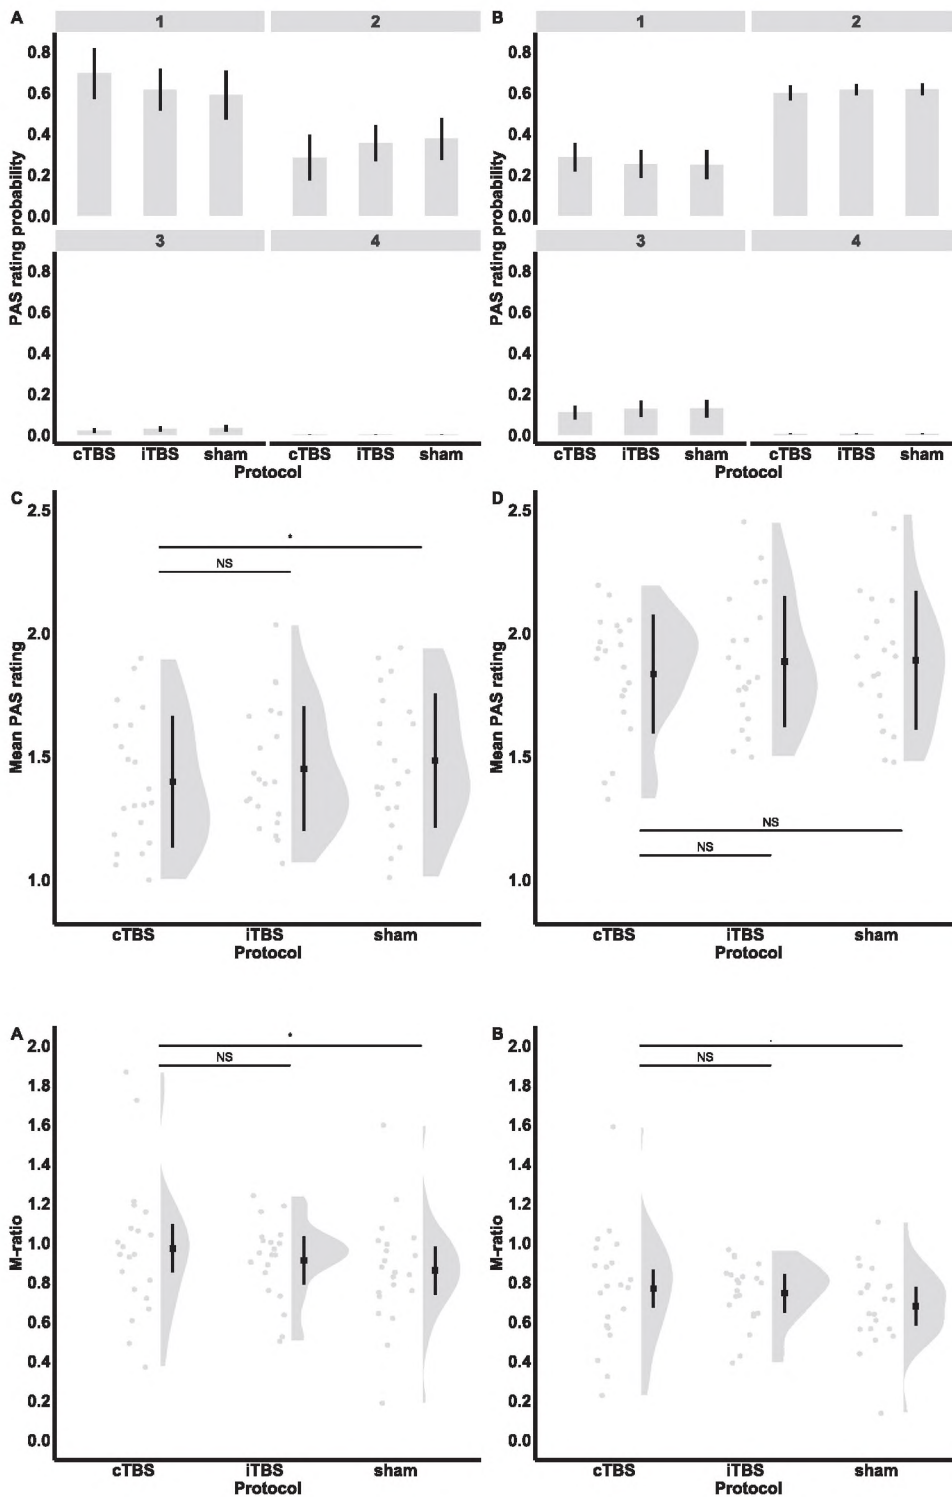 A 1 2
B 1 2
PAS rating probability
0.8
0.6
0.4
0.2
0.0
PAS rating probability
0.8
0.6
0.4
0.2
0.0
3 4
3 4
0.8
0.6
0.4
0.2
0.0
0.8
0.6
0.4
0.2
0.0
cTBS iTBS sham cTBS iTBS sham
Protocol
cTBS iTBS sham cTBS iTBS sham
Protocol
C
Mean PAS rating
2.5
2.0
1.5
1.0
*
NS
cTBS iTBS sham
Protocol
D
Mean PAS rating
2.5
2.0
1.5
1.0
NS
NS
cTBS iTBS sham
Protocol
A
M-ratio
2.0
1.8
1.6
1.4
1.2
1.0
0.8
0.6
0.4
0.2
0.0
*
NS
cTBS iTBS sham
Protocol
B
M-ratio
2.0
1.8
1.6
1.4
1.2
1.0
0.8
0.6
0.4
0.2
0.0
.
NS
cTBS iTBS sham
Protocol